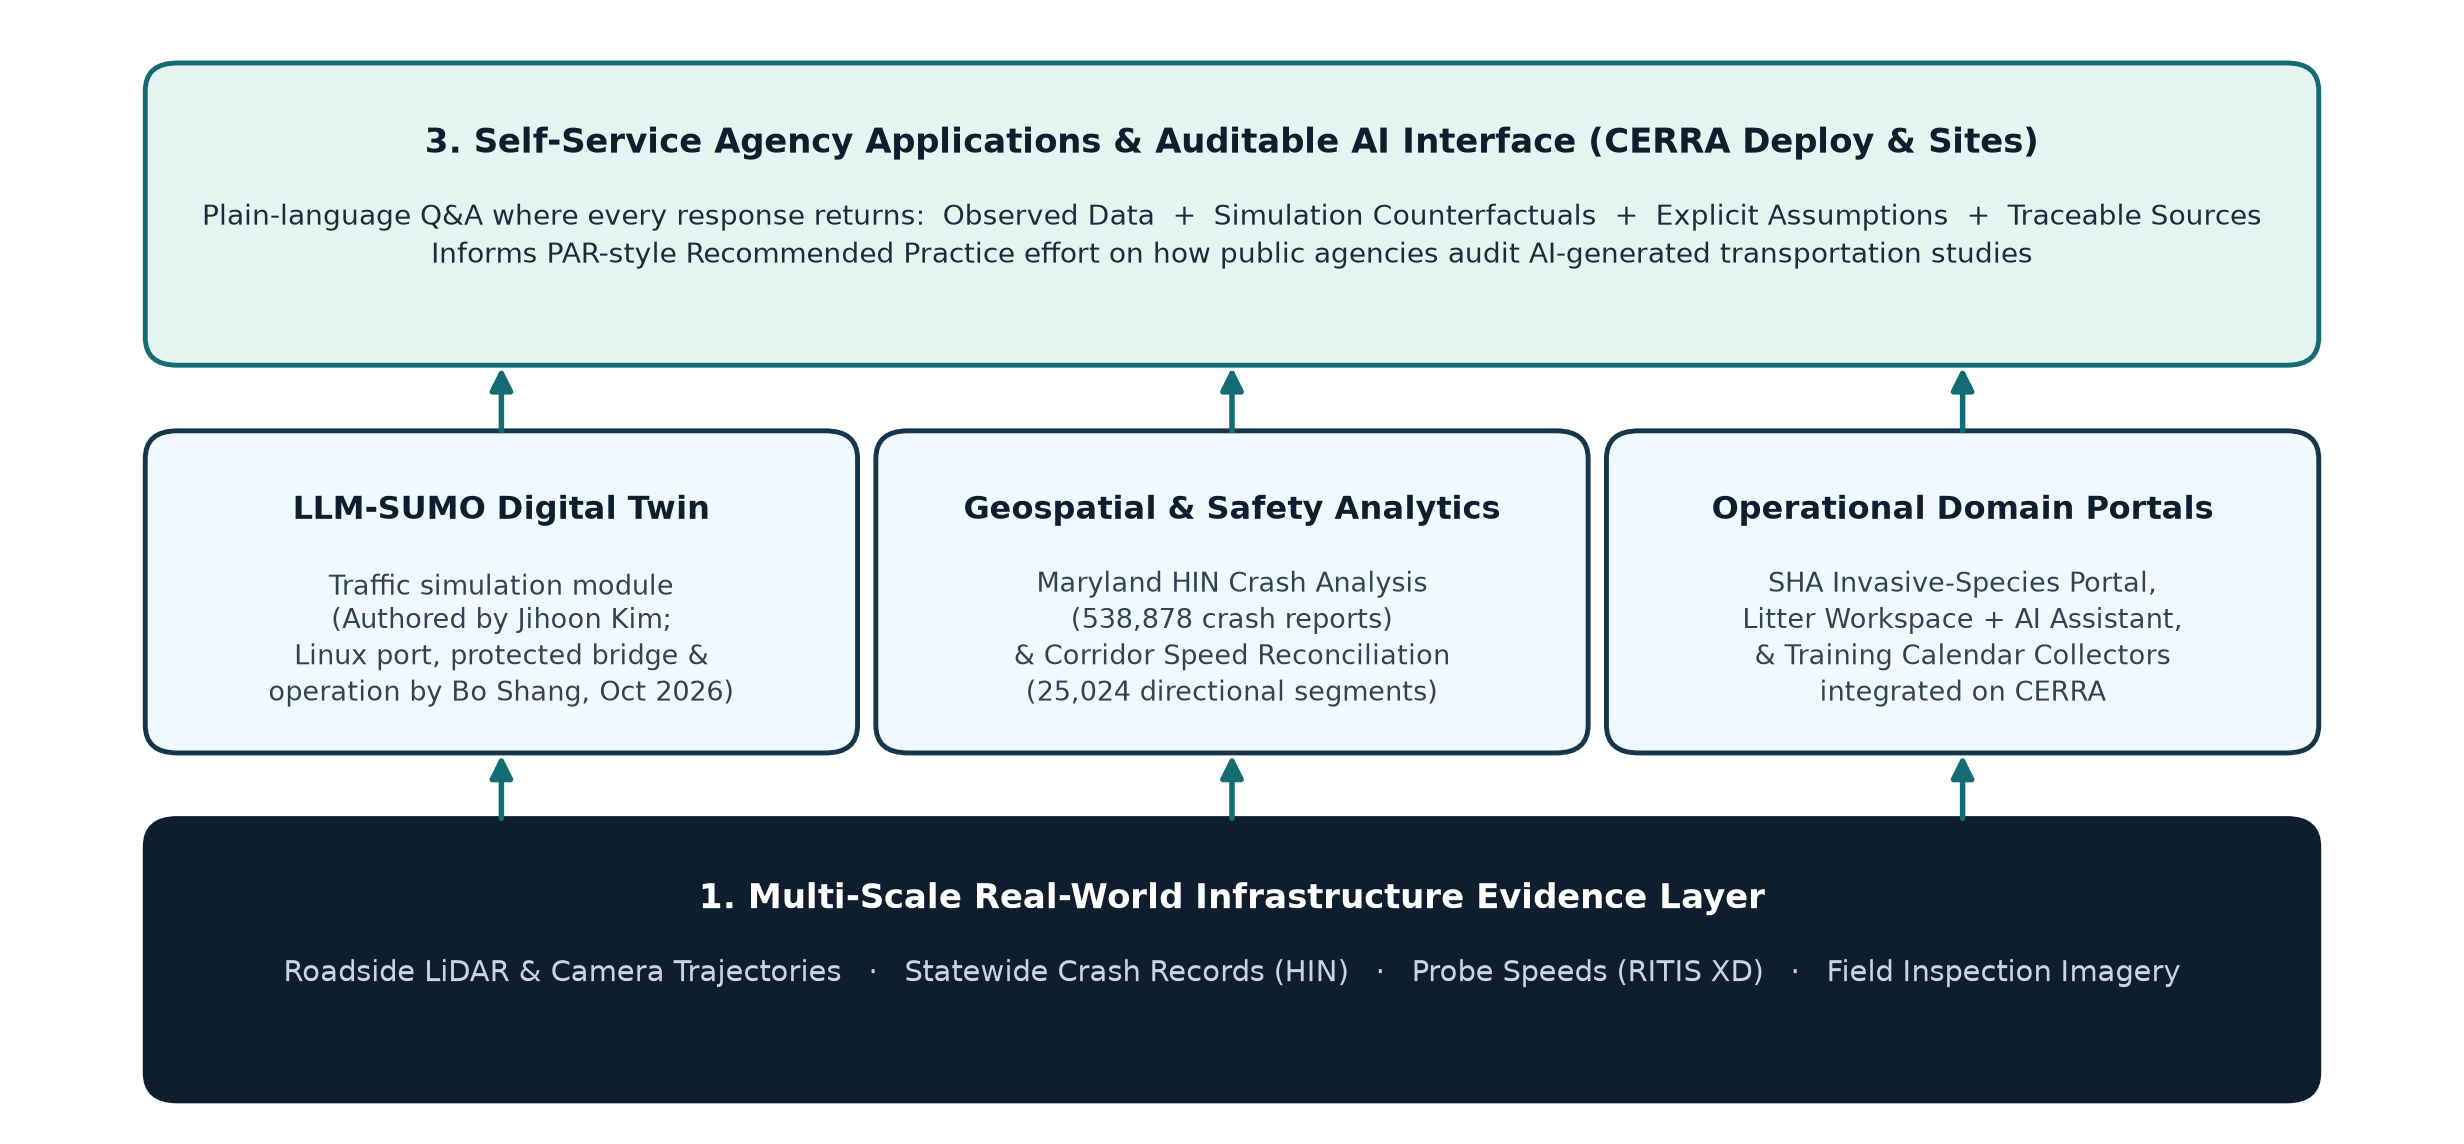 3. Self-Service Agency Applications & Auditable AI Interface (CERRA Deploy & Sites)
Plain-language Q&A where every response returns:  Observed Data  +  Simulation Counterfactuals  +  Explicit Assumptions  +  Traceable Sources
Informs PAR-style Recommended Practice effort on how public agencies audit AI-generated transportation studies
LLM-SUMO Digital Twin
Traffic simulation module
(Authored by Jihoon Kim;
Linux port, protected bridge &
operation by Bo Shang, Oct 2026)
Geospatial & Safety Analytics
Maryland HIN Crash Analysis
(538,878 crash reports)
& Corridor Speed Reconciliation
(25,024 directional segments)
Operational Domain Portals
SHA Invasive-Species Portal,
Litter Workspace + AI Assistant,
& Training Calendar Collectors
integrated on CERRA
1. Multi-Scale Real-World Infrastructure Evidence Layer
Roadside LiDAR & Camera Trajectories  ·  Statewide Crash Records (HIN)  ·  Probe Speeds (RITIS XD)  ·  Field Inspection Imagery